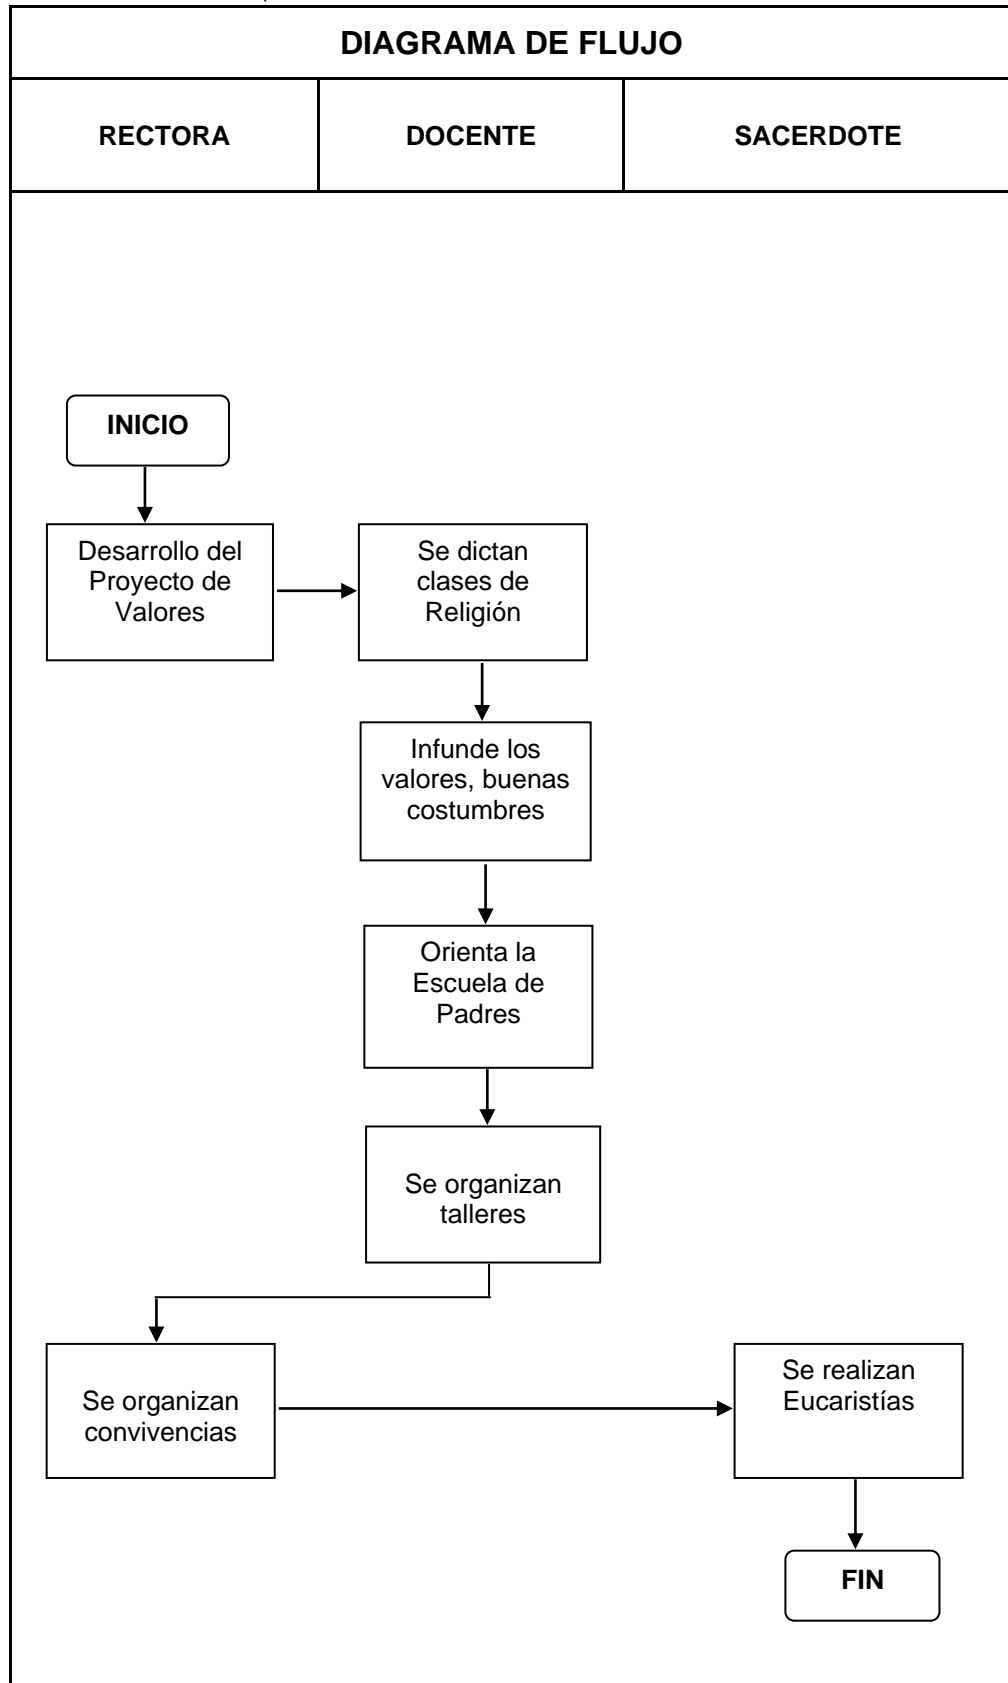 DIAGRAMA DE FLUJO
RECTORA
DOCENTE
SACERDOTE
INICIO
Desarrollo del
Proyecto de
Valores
Se dictan
clases de
Religión
Infunde los
valores, buenas
costumbres
Orienta la
Escuela de
Padres
Se organizan
talleres
Se organizan
convivencias
Se realizan
Eucaristías
FIN